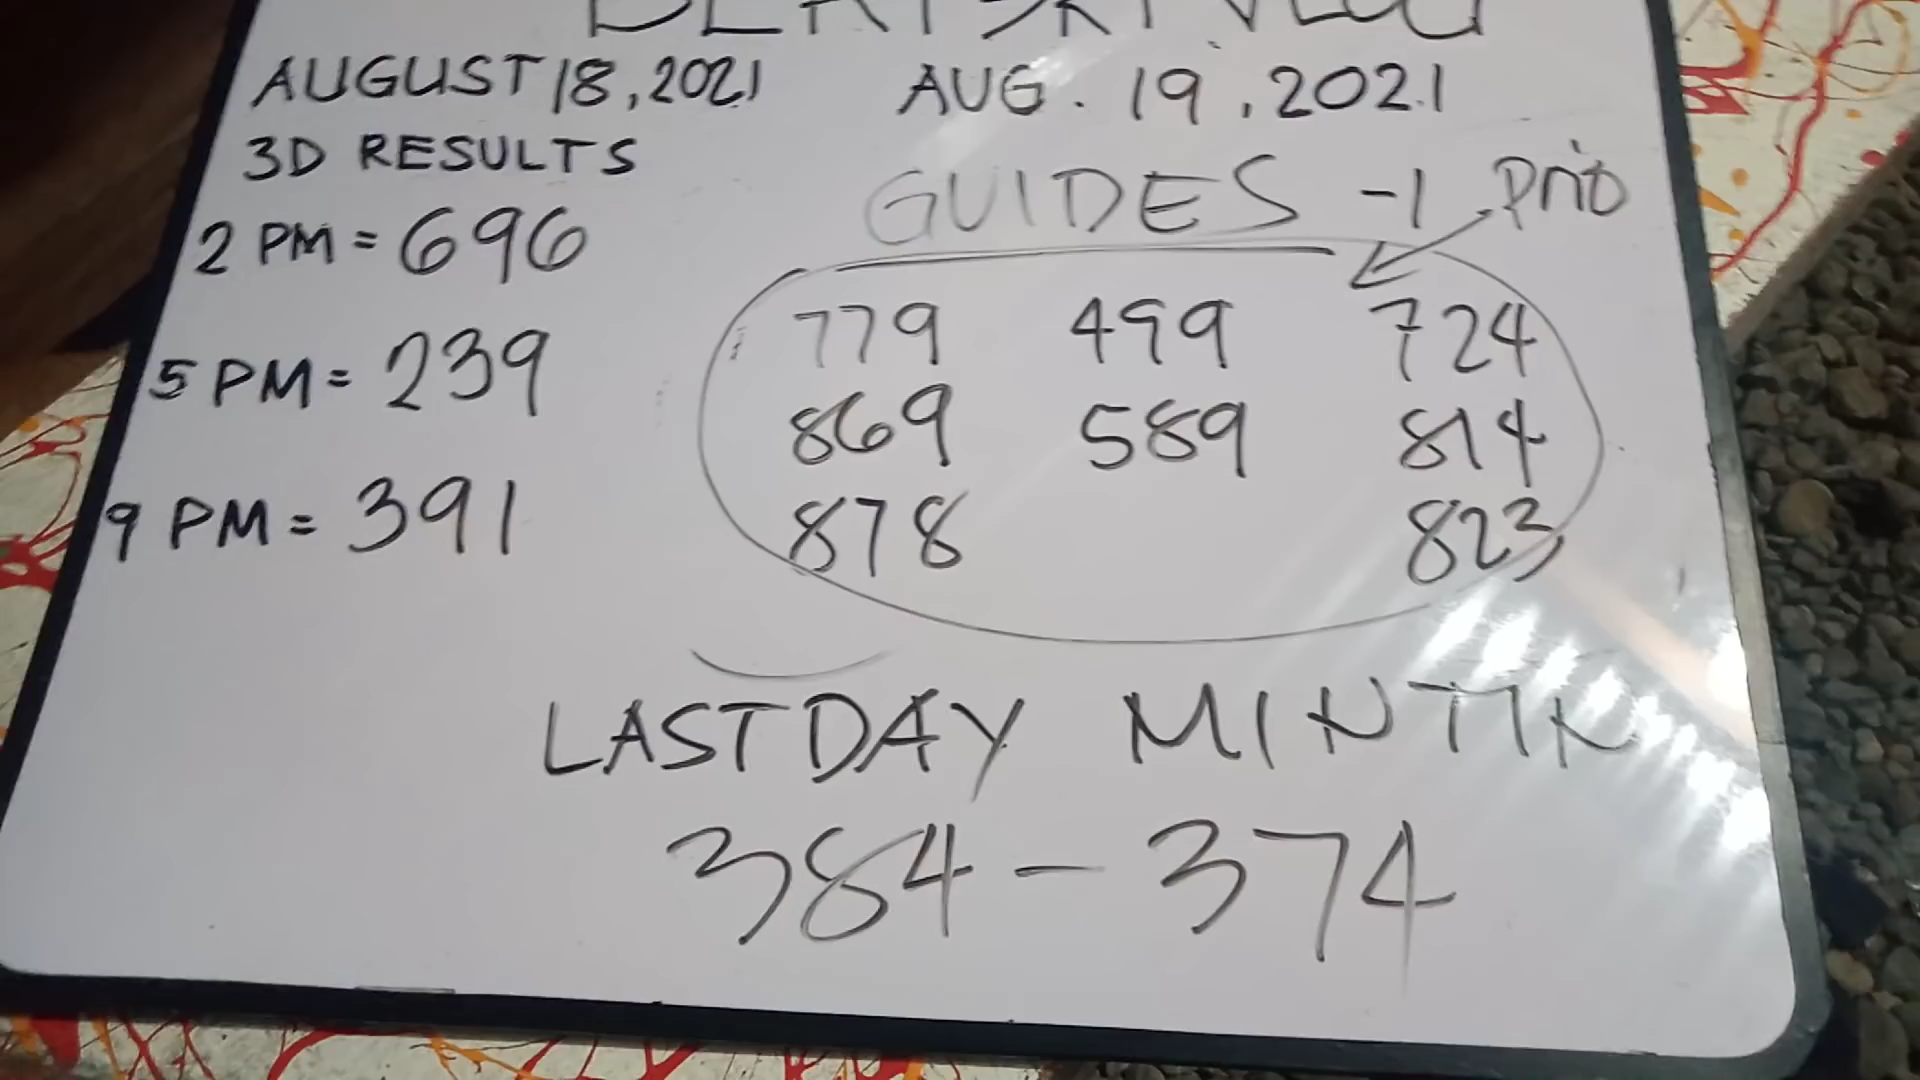 AUGUST 18, 2021
3D RESULTS
2 PM = 696
5 PM = 239
9 PM = 391
AUG. 19, 2021
GUIDES -1
779 499 724
869 589 814
878 823
LAST DAY MINTIN
384 - 374